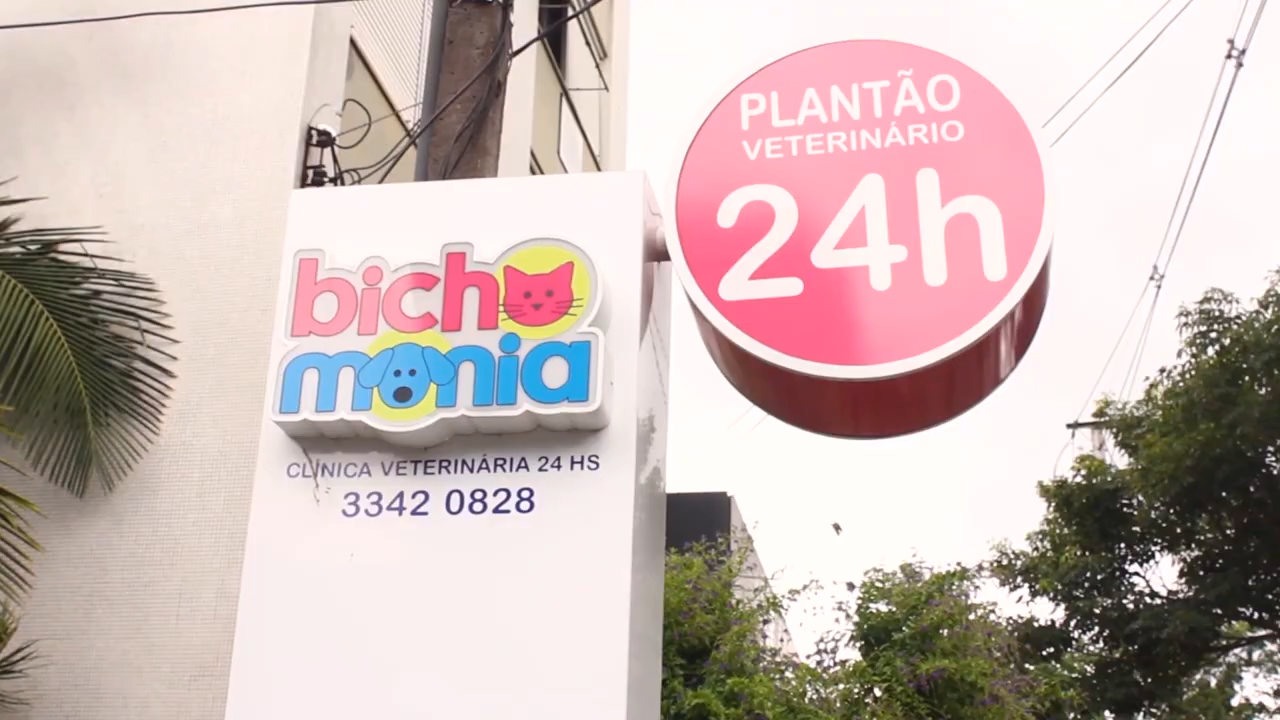 bicho
mania
CLÍNICA VETERINÁRIA 24 HS
3342 0828
PLANTÃO
VETERINÁRIO
24h